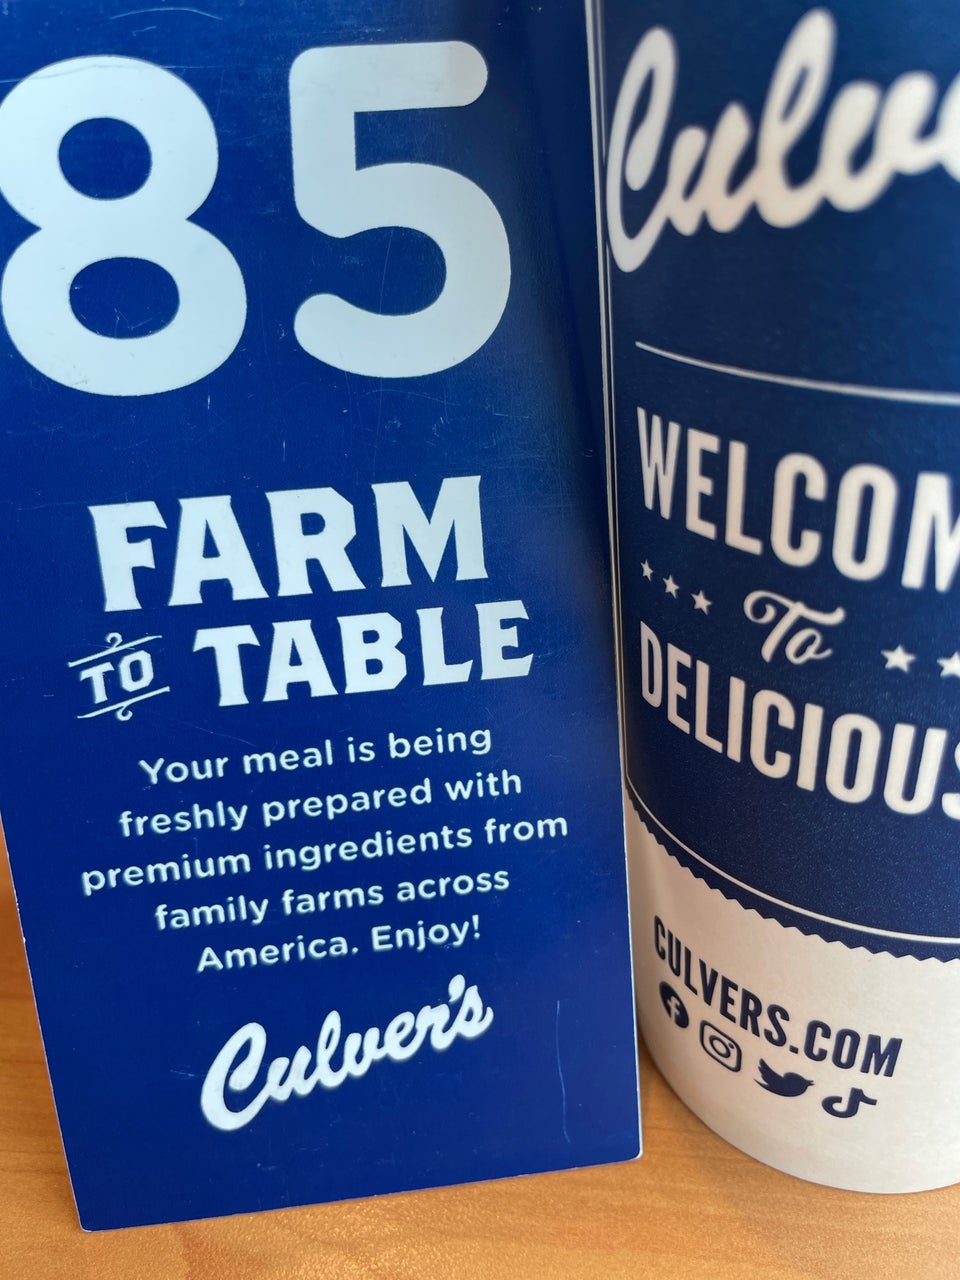 85
FARM
TO TABLE
Your meal is being
freshly prepared with
premium ingredients from
family farms across
America. Enjoy!
Culver's
Culve
WELCOM
To
DELICIOUS
CULVERS.COM